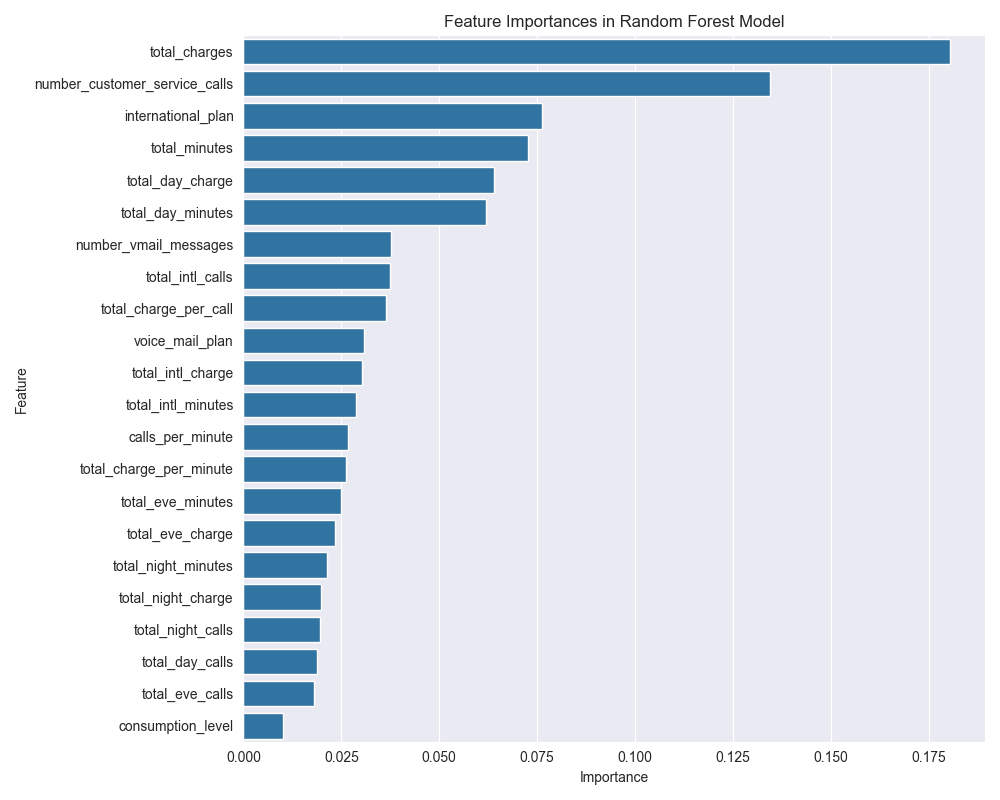 Feature Importances in Random Forest Model
total_charges
number_customer_service_calls
international_plan
total_minutes
total_day_charge
total_day_minutes
number_vmail_messages
total_intl_calls
total_charge_per_call
voice_mail_plan
total_intl_charge
total_intl_minutes
calls_per_minute
total_charge_per_minute
total_eve_minutes
total_eve_charge
total_night_minutes
total_night_charge
total_night_calls
total_day_calls
total_eve_calls
consumption_level
Feature
0.000 0.025 0.050 0.075 0.100 0.125 0.150 0.175
Importance